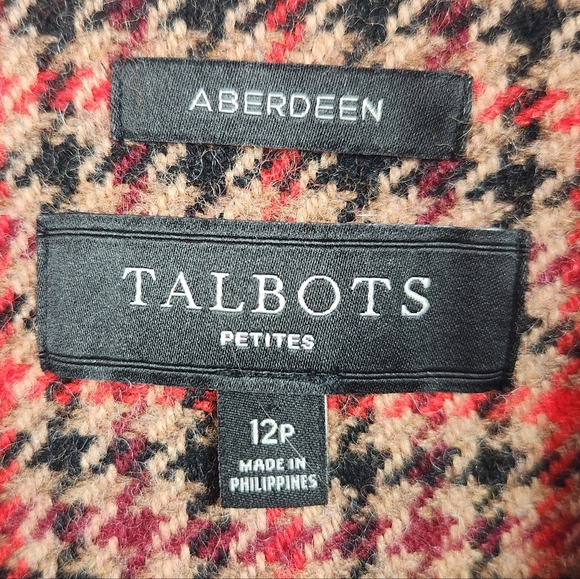 ABERDEEN
TALBOTS
PETITES
12P
MADE IN
PHILIPPINES